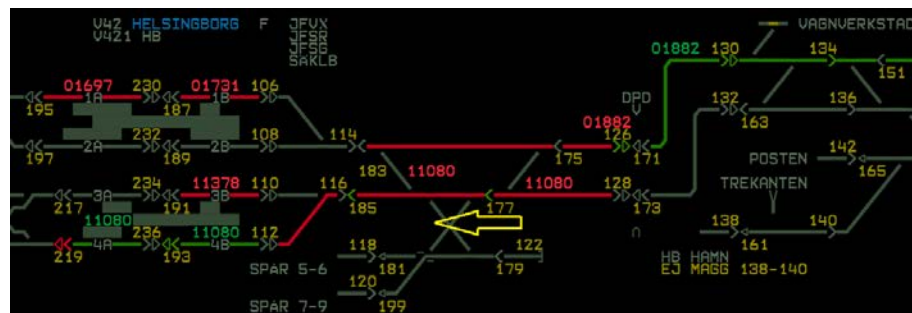 V42 HELSINGBORG F JFVX
V421 HB JFSR
JFSG
SAKLB
VAGNVERKSTAD
01882 130 134
151
01697 230 01731 106
1A 1B
195 187
DPD
V
132 136
163
01882
126
232 108 114
2A 2B
197 189
175 171
142
POSTEN
165
183 11080
234 11378 110 116 11080 128
3A 3B
217 191 185 177 173
TREKANTEN
11080 236 11080 112
4A 4B
219 193
138 140
161
118 122
SPÅR 5-6 181 179
HB HAMN
EJ MAGG 138-140
120
SPÅR 7-9 199